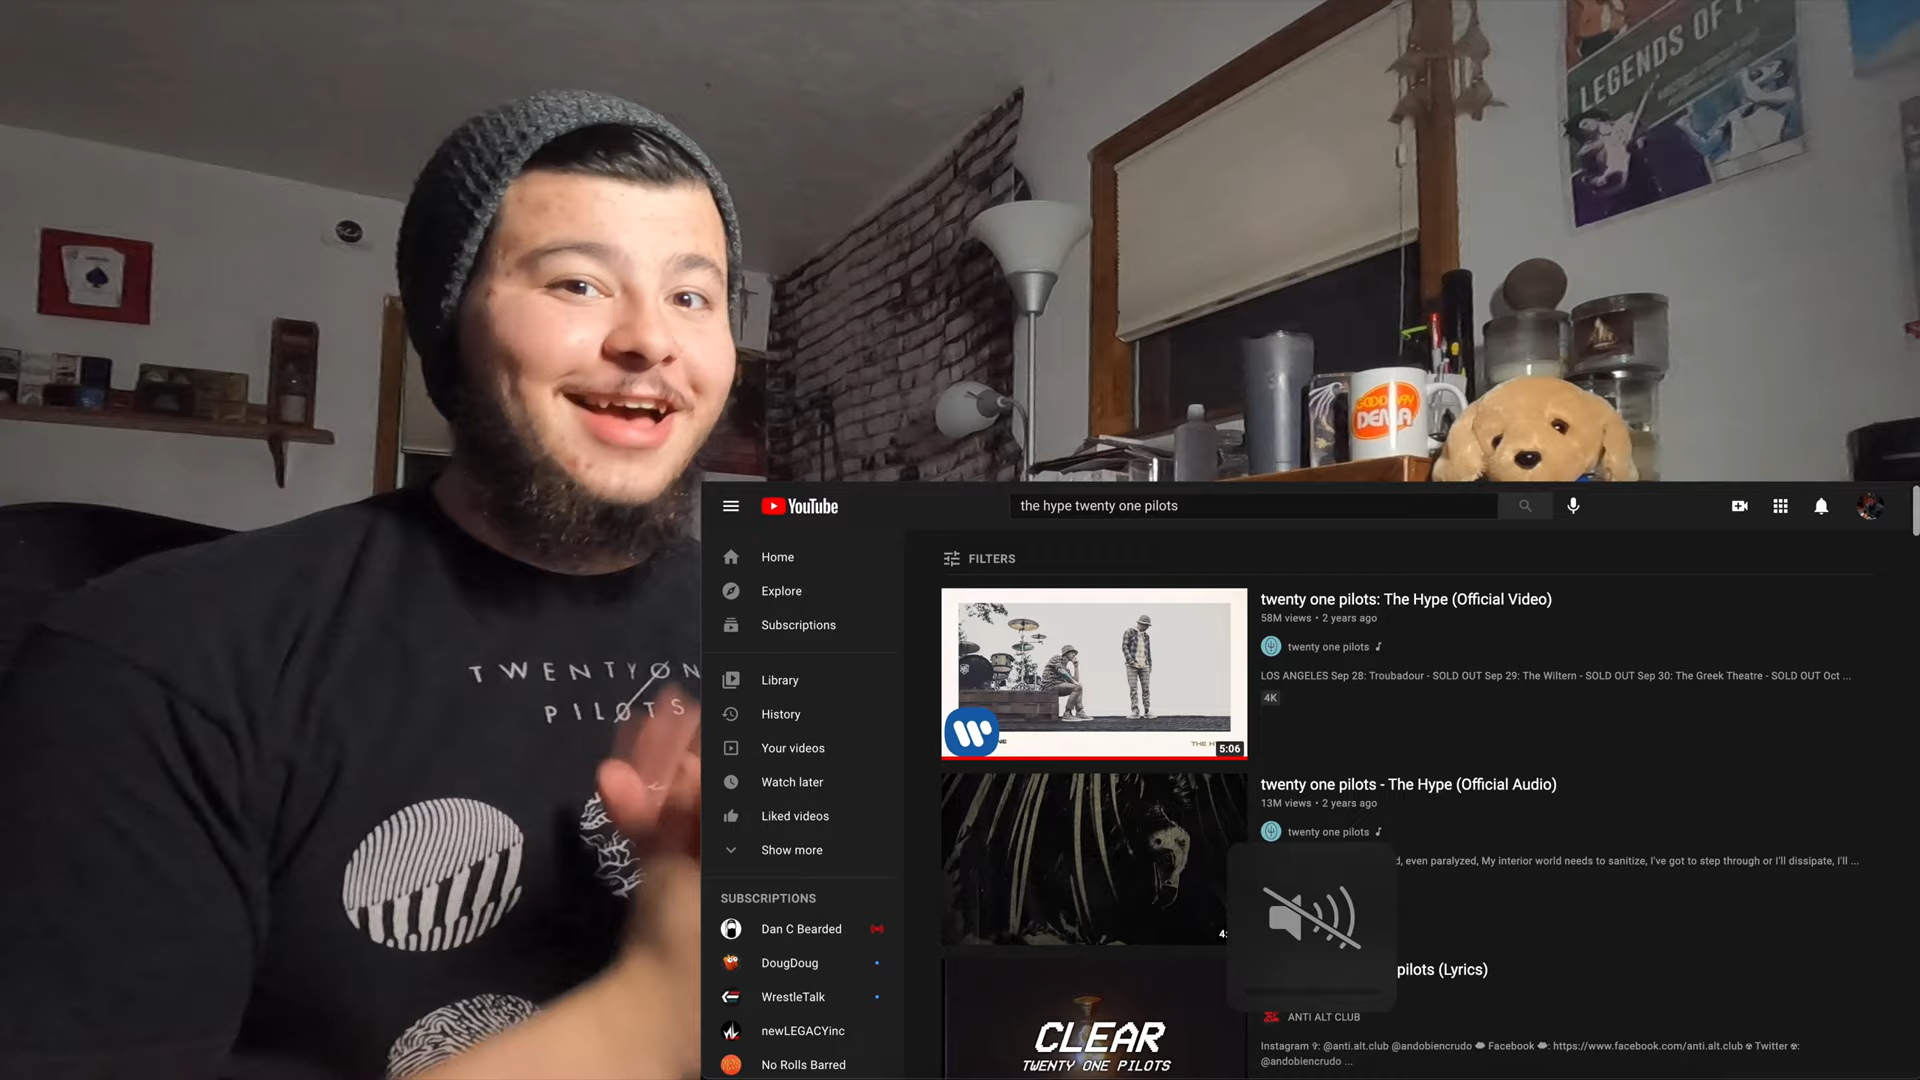 LEGENDS OF
GOOD DAY
DEMA
TWENTY ØN
PILØTS
YouTube
the hype twenty one pilots
Home
Explore
Subscriptions
Library
History
Your videos
Watch later
Liked videos
Show more
SUBSCRIPTIONS
Dan C Bearded
DougDoug
WrestleTalk
newLEGACYinc
No Rolls Barred
FILTERS
THE H
5:06
twenty one pilots: The Hype (Official Video)
58M views • 2 years ago
twenty one pilots
LOS ANGELES Sep 28: Troubadour - SOLD OUT Sep 29: The Wiltern - SOLD OUT Sep 30: The Greek Theatre - SOLD OUT Oct ...
4K
4:
twenty one pilots - The Hype (Official Audio)
13M views • 2 years ago
twenty one pilots
, even paralyzed, My interior world needs to sanitize, I've got to step through or I'll dissipate, I'll ...
CLEAR
TWENTY ONE PILOTS
pilots (Lyrics)
ANTI ALT CLUB
Instagram : @anti.alt.club @andobiencrudo Facebook : https://www.facebook.com/anti.alt.club Twitter :
@andobiencrudo ...